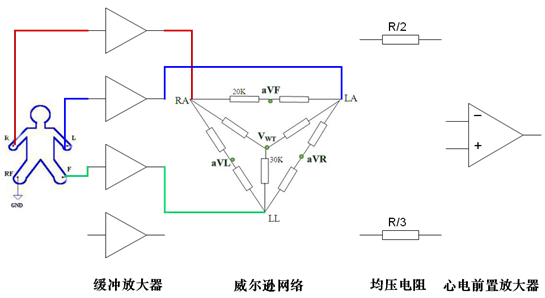 R/2
20K
aVF
RA
LA
R
L
V_WT
aVL
30K
aVR
RF
F
GND
LL
R/3
缓冲放大器
威尔逊网络
均压电阻
心电前置放大器